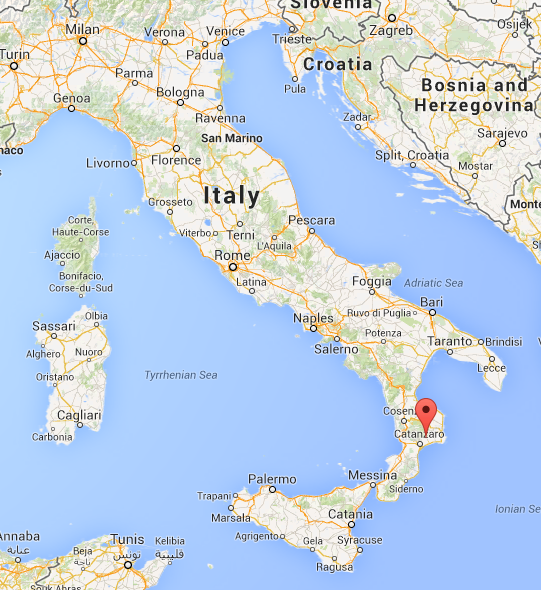 Slovenia
Milan
Verona
Venice
Trieste
Zagreb
Osijek
Turin
Padua
Croatia
Parma
Bologna
Pula
Bosnia and
Herzegovina
Genoa
Ravenna
Zadar
San Marino
Sarajevo
naco
Livorno
Florence
Split, Croatia
Mostar
Italy
Grosseto
Monte
Corte,
Haute-Corse
Viterbo
Terni
Pescara
L'Aquila
Ajaccio
Rome
Bonifacio,
Corse-du-Sud
Latina
Foggia
Adriatic Sea
Bari
Olbia
Sassari
Naples
Ruvo di Puglia
Alghero
Nuoro
Salerno
Potenza
Taranto
Brindisi
Lecce
Oristano
Tyrrhenian Sea
Cagliari
Carbonia
Cosenz
Catanzaro
Messina
Siderno
Palermo
Trapani
Marsala
Catania
Ionian Se
Agrigento
Gela
Syracuse
Ragusa
Annaba
عنابة
Beja
باجة
Tunis
تونس
Kelibia
قليبية
Souk Ahras